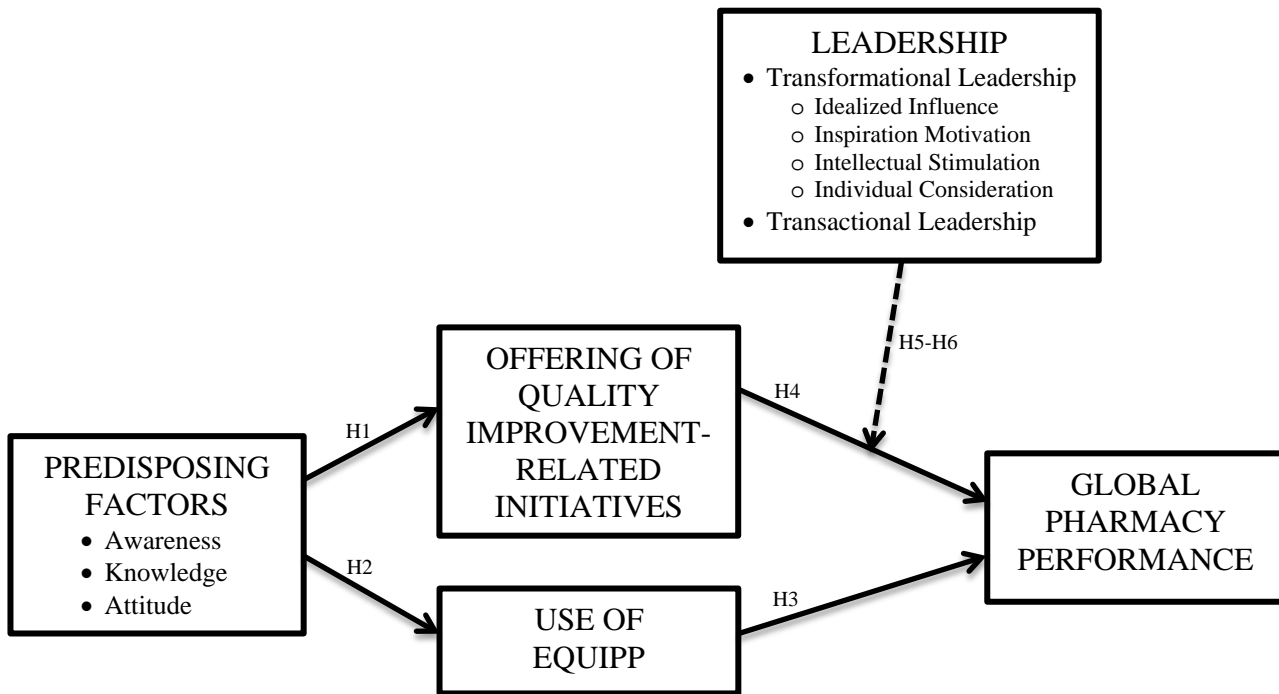 LEADERSHIP
• Transformational Leadership
o Idealized Influence
o Inspiration Motivation
o Intellectual Stimulation
o Individual Consideration
• Transactional Leadership
H5-H6
OFFERING OF
QUALITY
IMPROVEMENT-
RELATED
INITIATIVES
H4
H1
PREDISPOSING
FACTORS
• Awareness
• Knowledge
• Attitude
GLOBAL
PHARMACY
PERFORMANCE
H2
H3
USE OF
EQUIPP